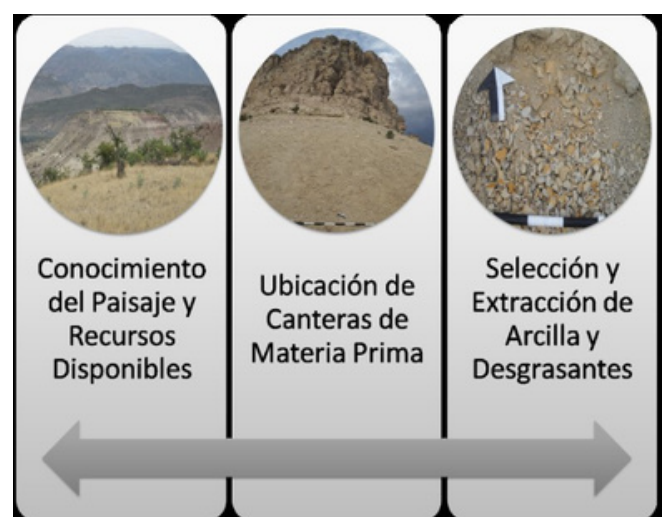 Conocimiento
del Paisaje y
Recursos
Disponibles
Ubicación de
Canteras de
Materia Prima
Selección y
Extracción de
Arcilla y
Desgrasantes